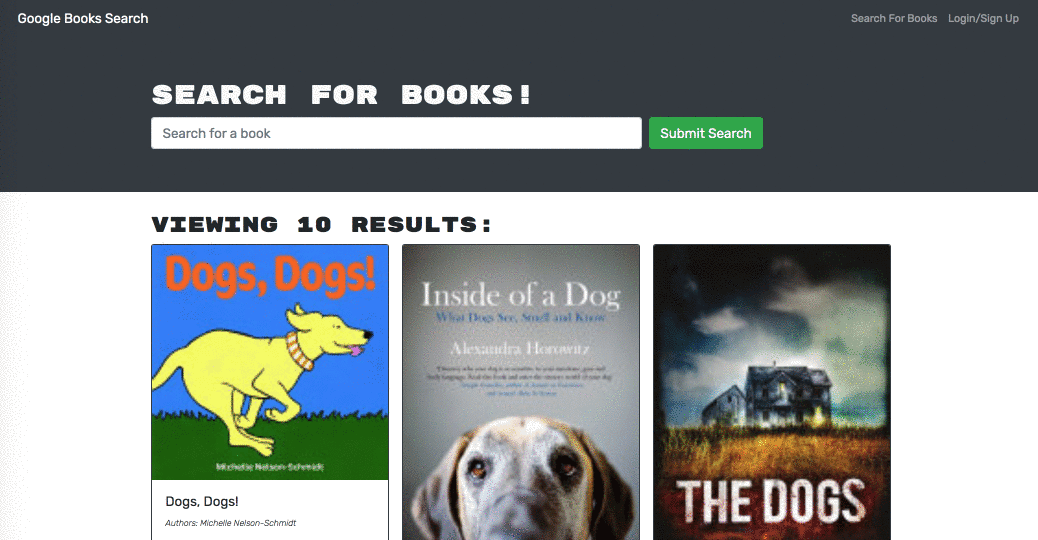 Google Books Search
Search For Books
Login/Sign Up
SEARCH FOR BOOKS!
Search for a book
Submit Search
VIEWING 10 RESULTS:
Dogs, Dogs!
Michelle Nelson-Schmidt
Dogs, Dogs!
Authors: Michelle Nelson-Schmidt
Inside of a Dog
What Dogs See, Smell and Know
Alexandra Horowitz
THE DOGS